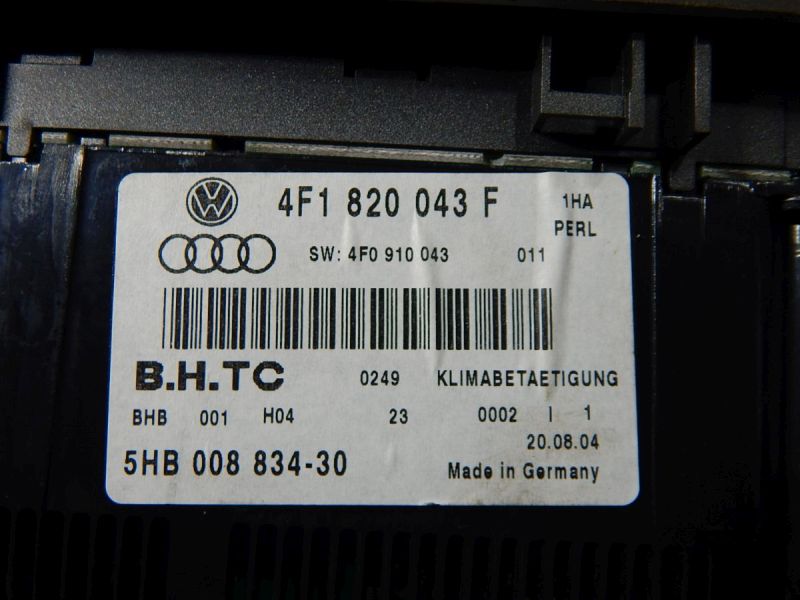 4F1 820 043 F 1HA
PERL
SW: 4F0 910 043 011
B.H.TC 0249 KLIMABETAETIGUNG
BHB 001 H04 23 0002 I 1
20.08.04
5HB 008 834-30 Made in Germany